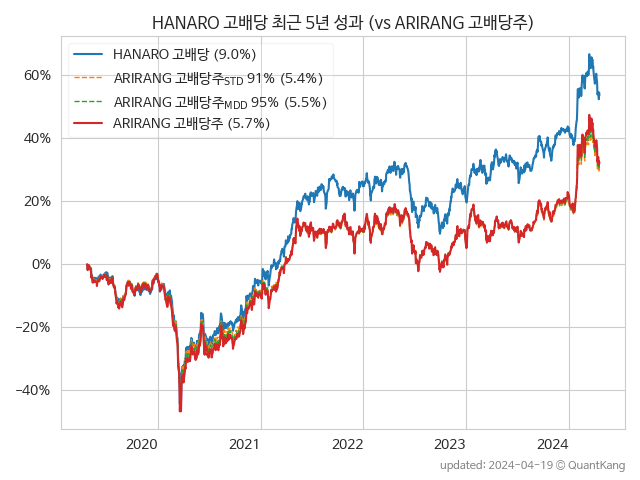 HANARO 고배당 최근 5년 성과 (vs ARIRANG 고배당주)
HANARO 고배당 (9.0%)
ARIRANG 고배당주STD 91% (5.4%)
ARIRANG 고배당주MDD 95% (5.5%)
ARIRANG 고배당주 (5.7%)
60%
40%
20%
0%
−20%
−40%
2020 2021 2022 2023 2024
updated: 2024-04-19 © QuantKang